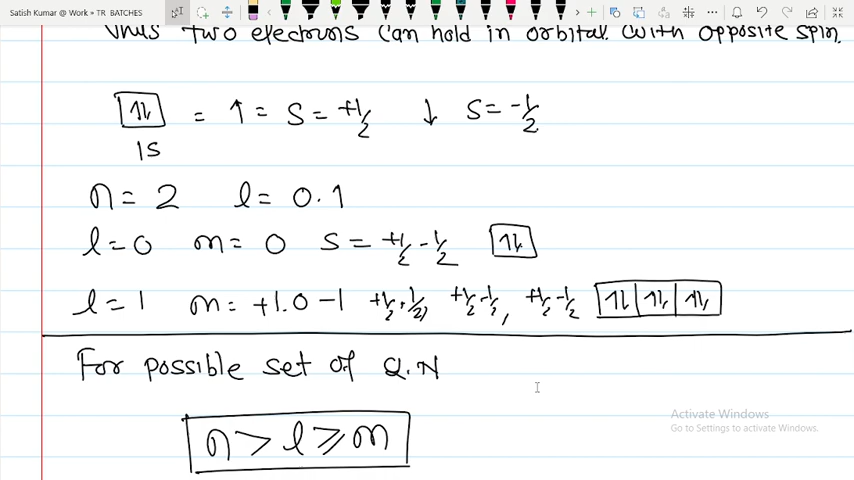 Satish Kumar @ Work » TR BATCHES
Thus two electrons can hold in orbital with opposite spin.
⇅ = ↑ = S = +1/2 ↓ S = -1/2
1S
n = 2 l = 0.1
l = 0 m = 0 S = +1/2 -1/2 ⇅
l = 1 m = +1.0 -1 +1/2 +1/2, +1/2 -1/2, +1/2 -1/2 ⇅ ⇅ ⇅
For possible set of Q.N
n > l ≥ m
Activate Windows
Go to Settings to activate Windows.